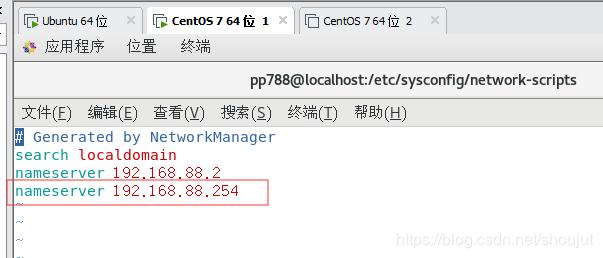 Ubuntu 64 位 CentOS 7 64 位 1 CentOS 7 64 位 2
应用程序 位置 终端
pp788@localhost:/etc/sysconfig/network-scripts
文件(F) 编辑(E) 查看(V) 搜索(S) 终端(T) 帮助(H)
# Generated by NetworkManager
search localdomain
nameserver 192.168.88.2
nameserver 192.168.88.254
~
~
~
https://blog.csdn.net/shoujut